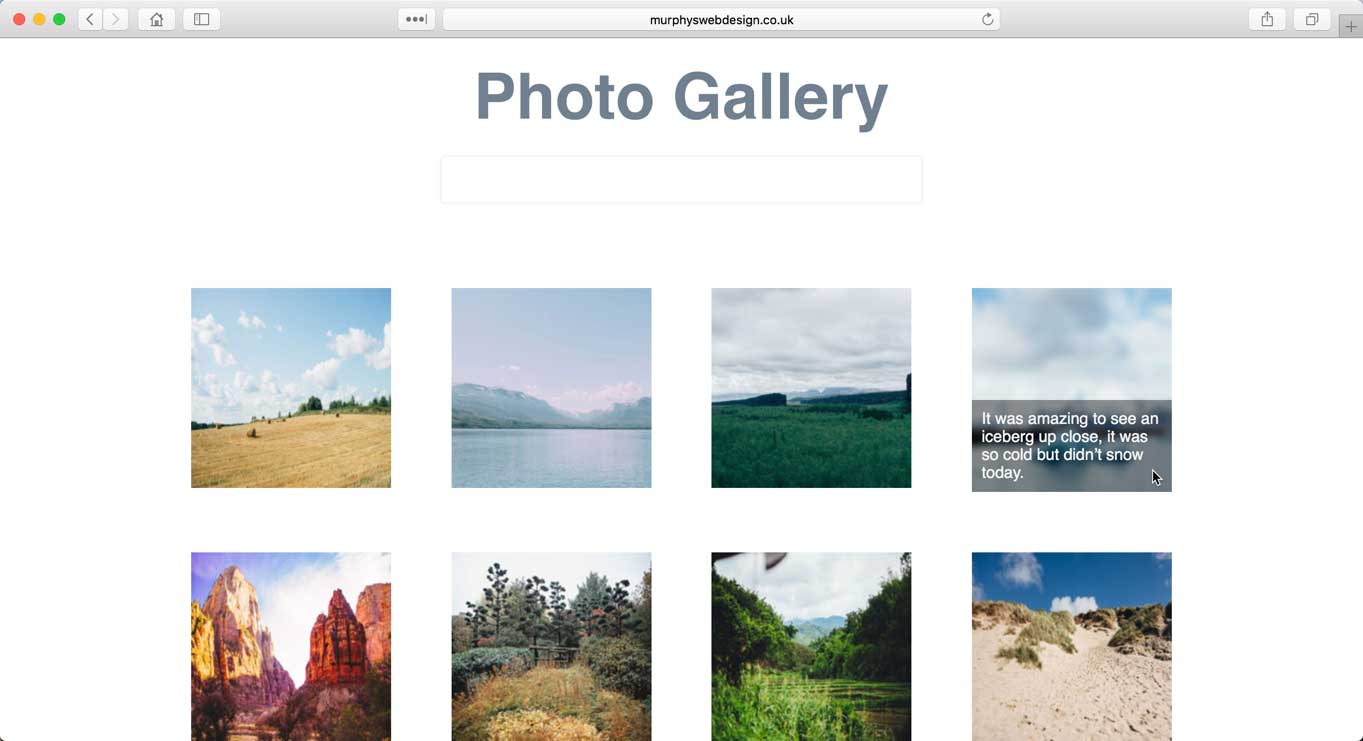 murphyswebdesign.co.uk
Photo Gallery
It was amazing to see an
iceberg up close, it was
so cold but didn’t snow
today.